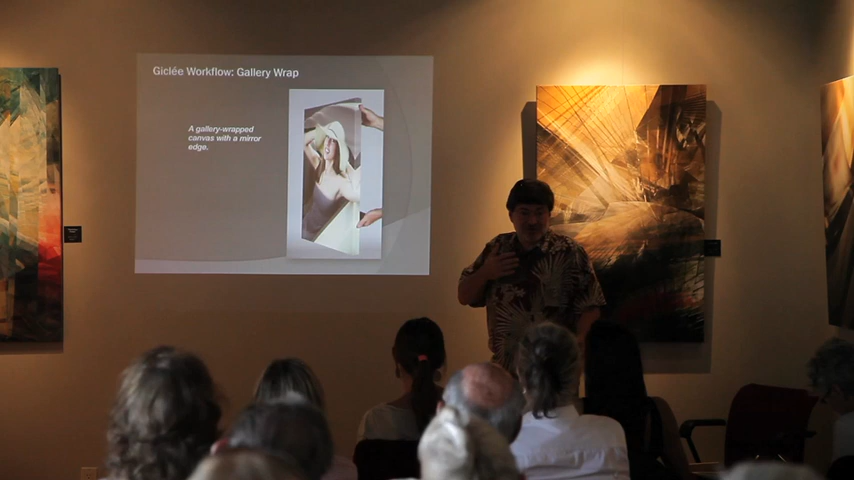 Giclée Workflow: Gallery Wrap
A gallery-wrapped
canvas with a mirror
edge.